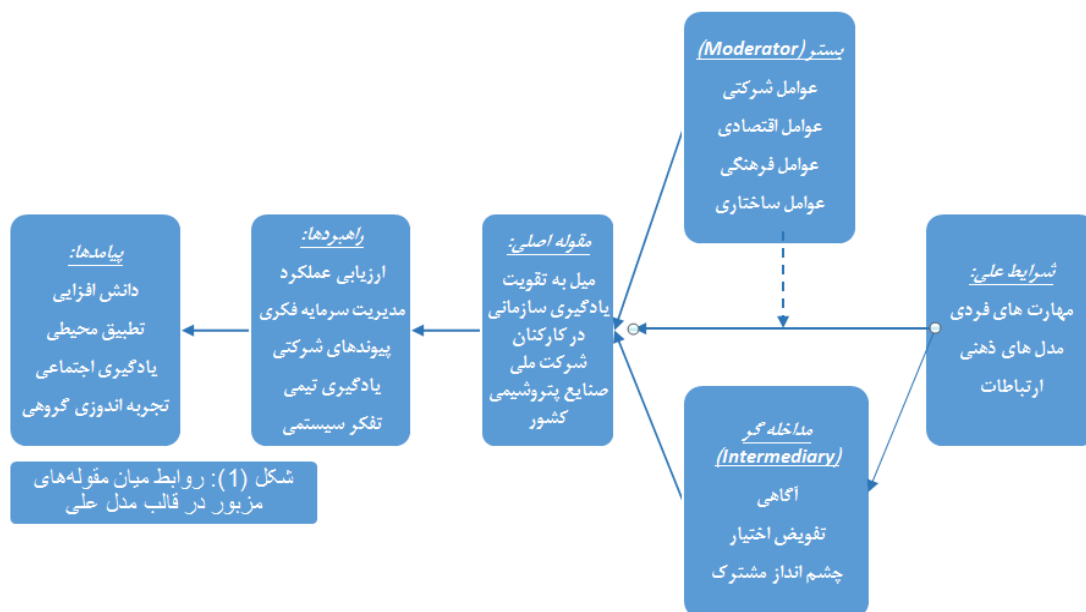 بستر (Moderator)
عوامل شرکتی
عوامل اقتصادی
عوامل فرهنگی
عوامل ساختاری
شرایط علی:
مهارت های فردی
مدل های ذهنی
ارتباطات
مداخله گر
(Intermediary)
آگاهی
تفویض اختیار
چشم انداز مشترک
مقوله اصلی:
میل به تقویت
یادگیری سازمانی
در کارکنان
شرکت ملی
صنایع پتروشیمی
کشور
راهبردها:
ارزیابی عملکرد
مدیریت سرمایه فکری
پیوندهای شرکتی
یادگیری تیمی
تفکر سیستمی
پیامدها:
دانش افزایی
تطبیق محیطی
یادگیری اجتماعی
تجربه اندوزی گروهی
شکل (1): روابط میان مقوله‌های
مزبور در قالب مدل علی